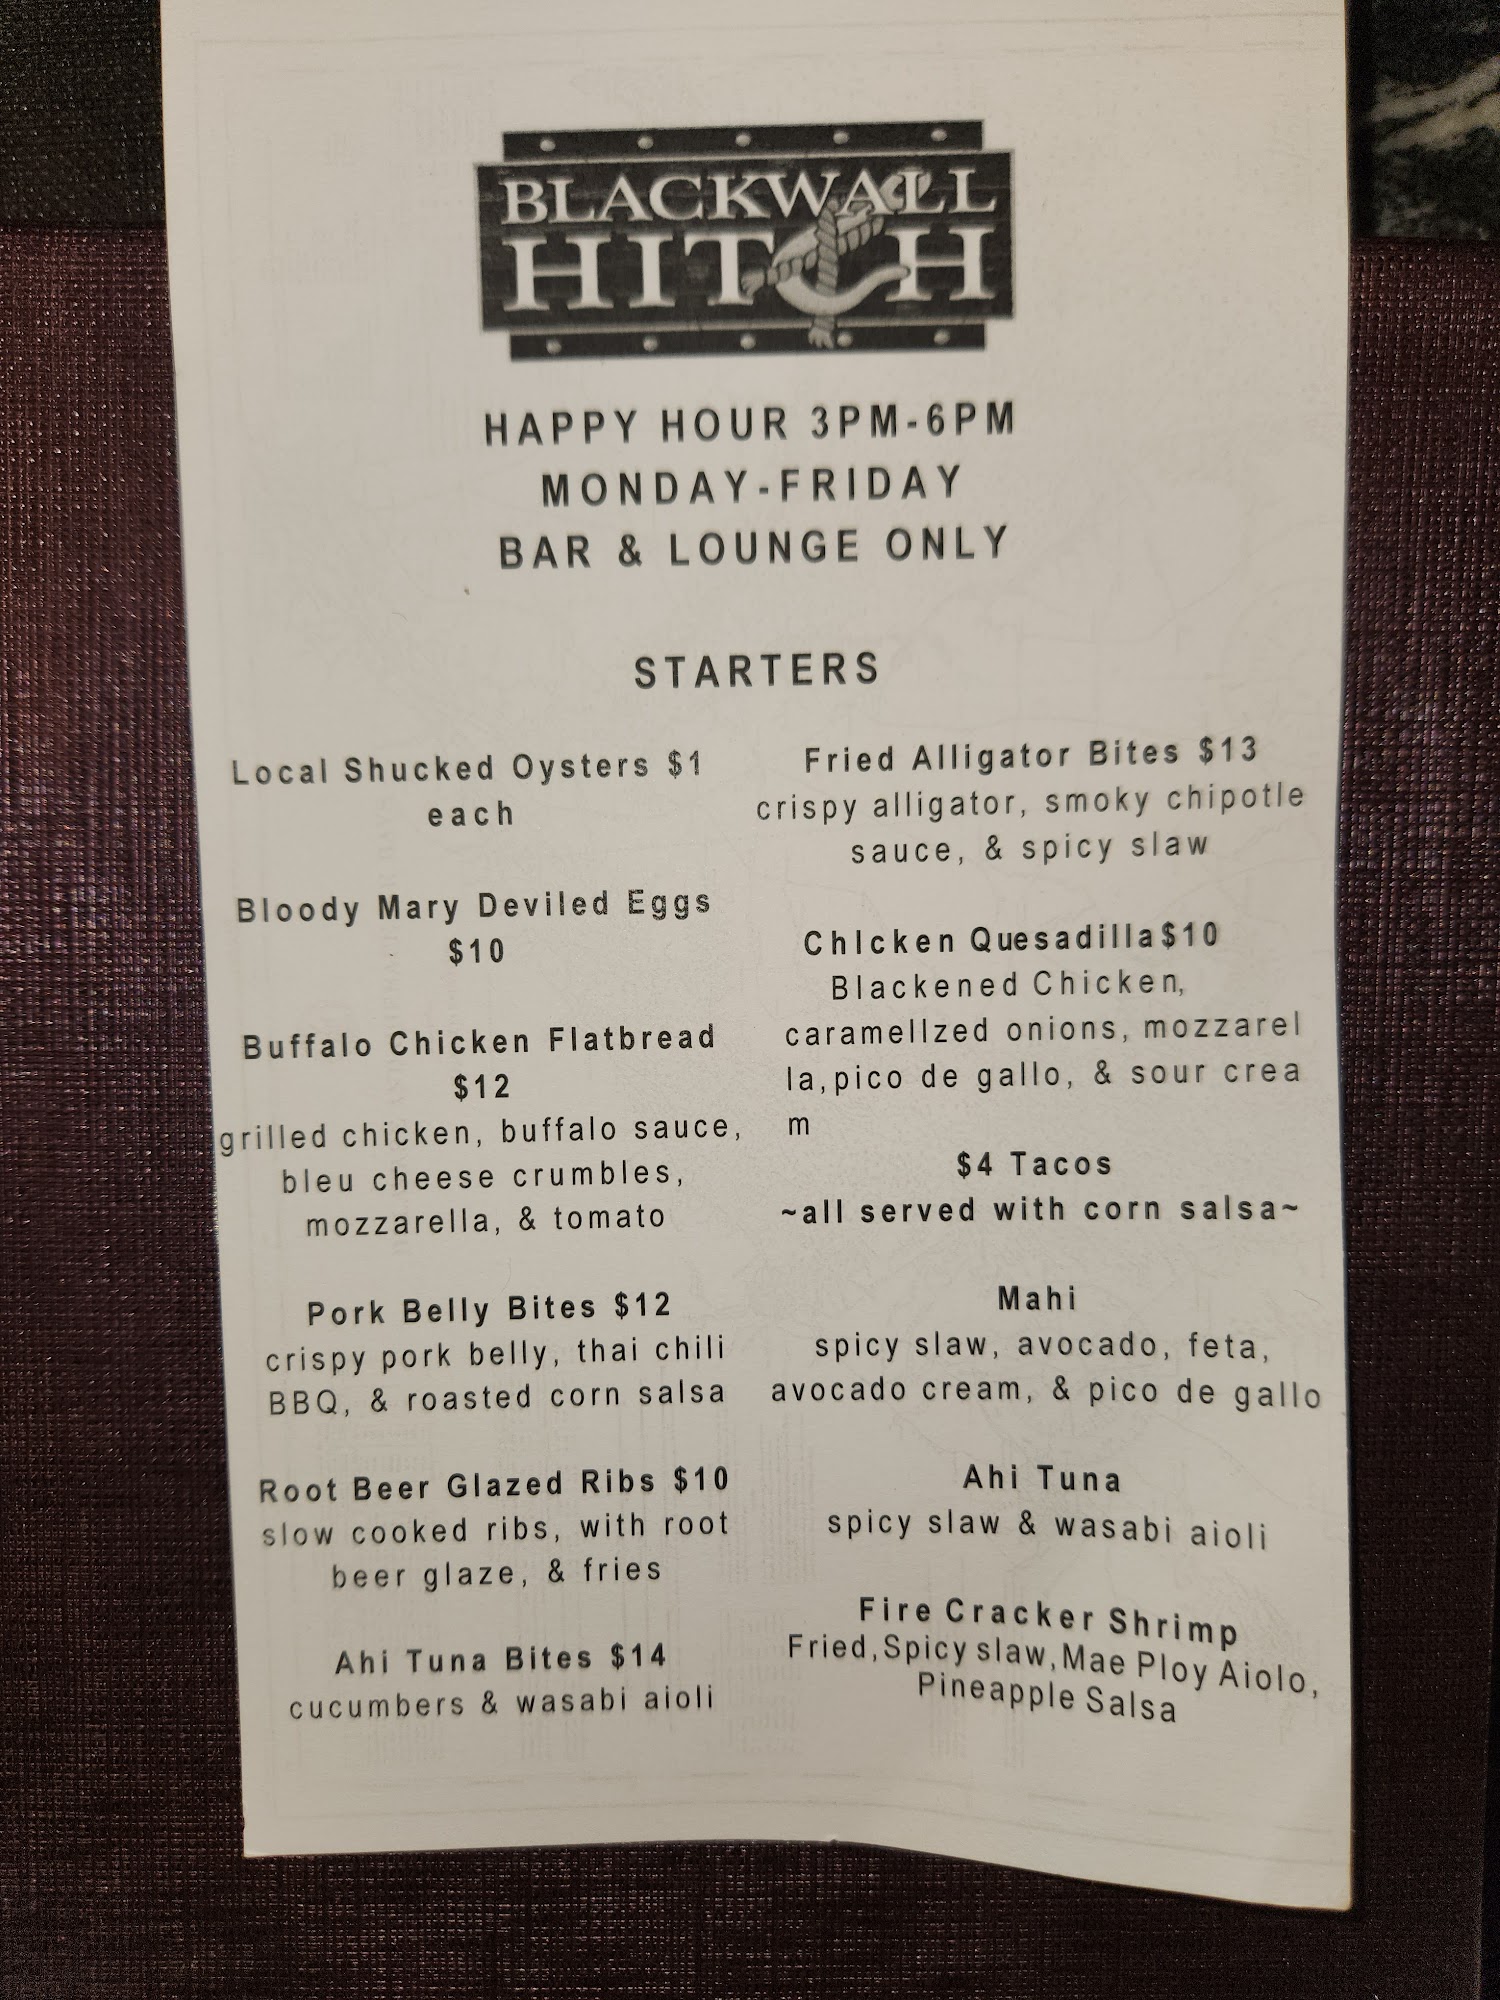 BLACKWALL
HITCH
HAPPY HOUR 3PM-6PM
MONDAY-FRIDAY
BAR & LOUNGE ONLY
STARTERS
Local Shucked Oysters $1
each
Bloody Mary Deviled Eggs
$10
Buffalo Chicken Flatbread
$12
grilled chicken, buffalo sauce,
bleu cheese crumbles,
mozzarella, & tomato
Pork Belly Bites $12
crispy pork belly, thai chili
BBQ, & roasted corn salsa
Root Beer Glazed Ribs $10
slow cooked ribs, with root
beer glaze, & fries
Ahi Tuna Bites $14
cucumbers & wasabi aioli
Fried Alligator Bites $13
crispy alligator, smoky chipotle
sauce, & spicy slaw
ChIcken Quesadilla$10
Blackened Chicken,
caramelIzed onions, mozzarel
la,pico de gallo, & sour crea
m
$4 Tacos
~all served with corn salsa~
Mahi
spicy slaw, avocado, feta,
avocado cream, & pico de gallo
Ahi Tuna
spicy slaw & wasabi aioli
Fire Cracker Shrimp
Fried,Spicy slaw,Mae Ploy Aiolo,
Pineapple Salsa